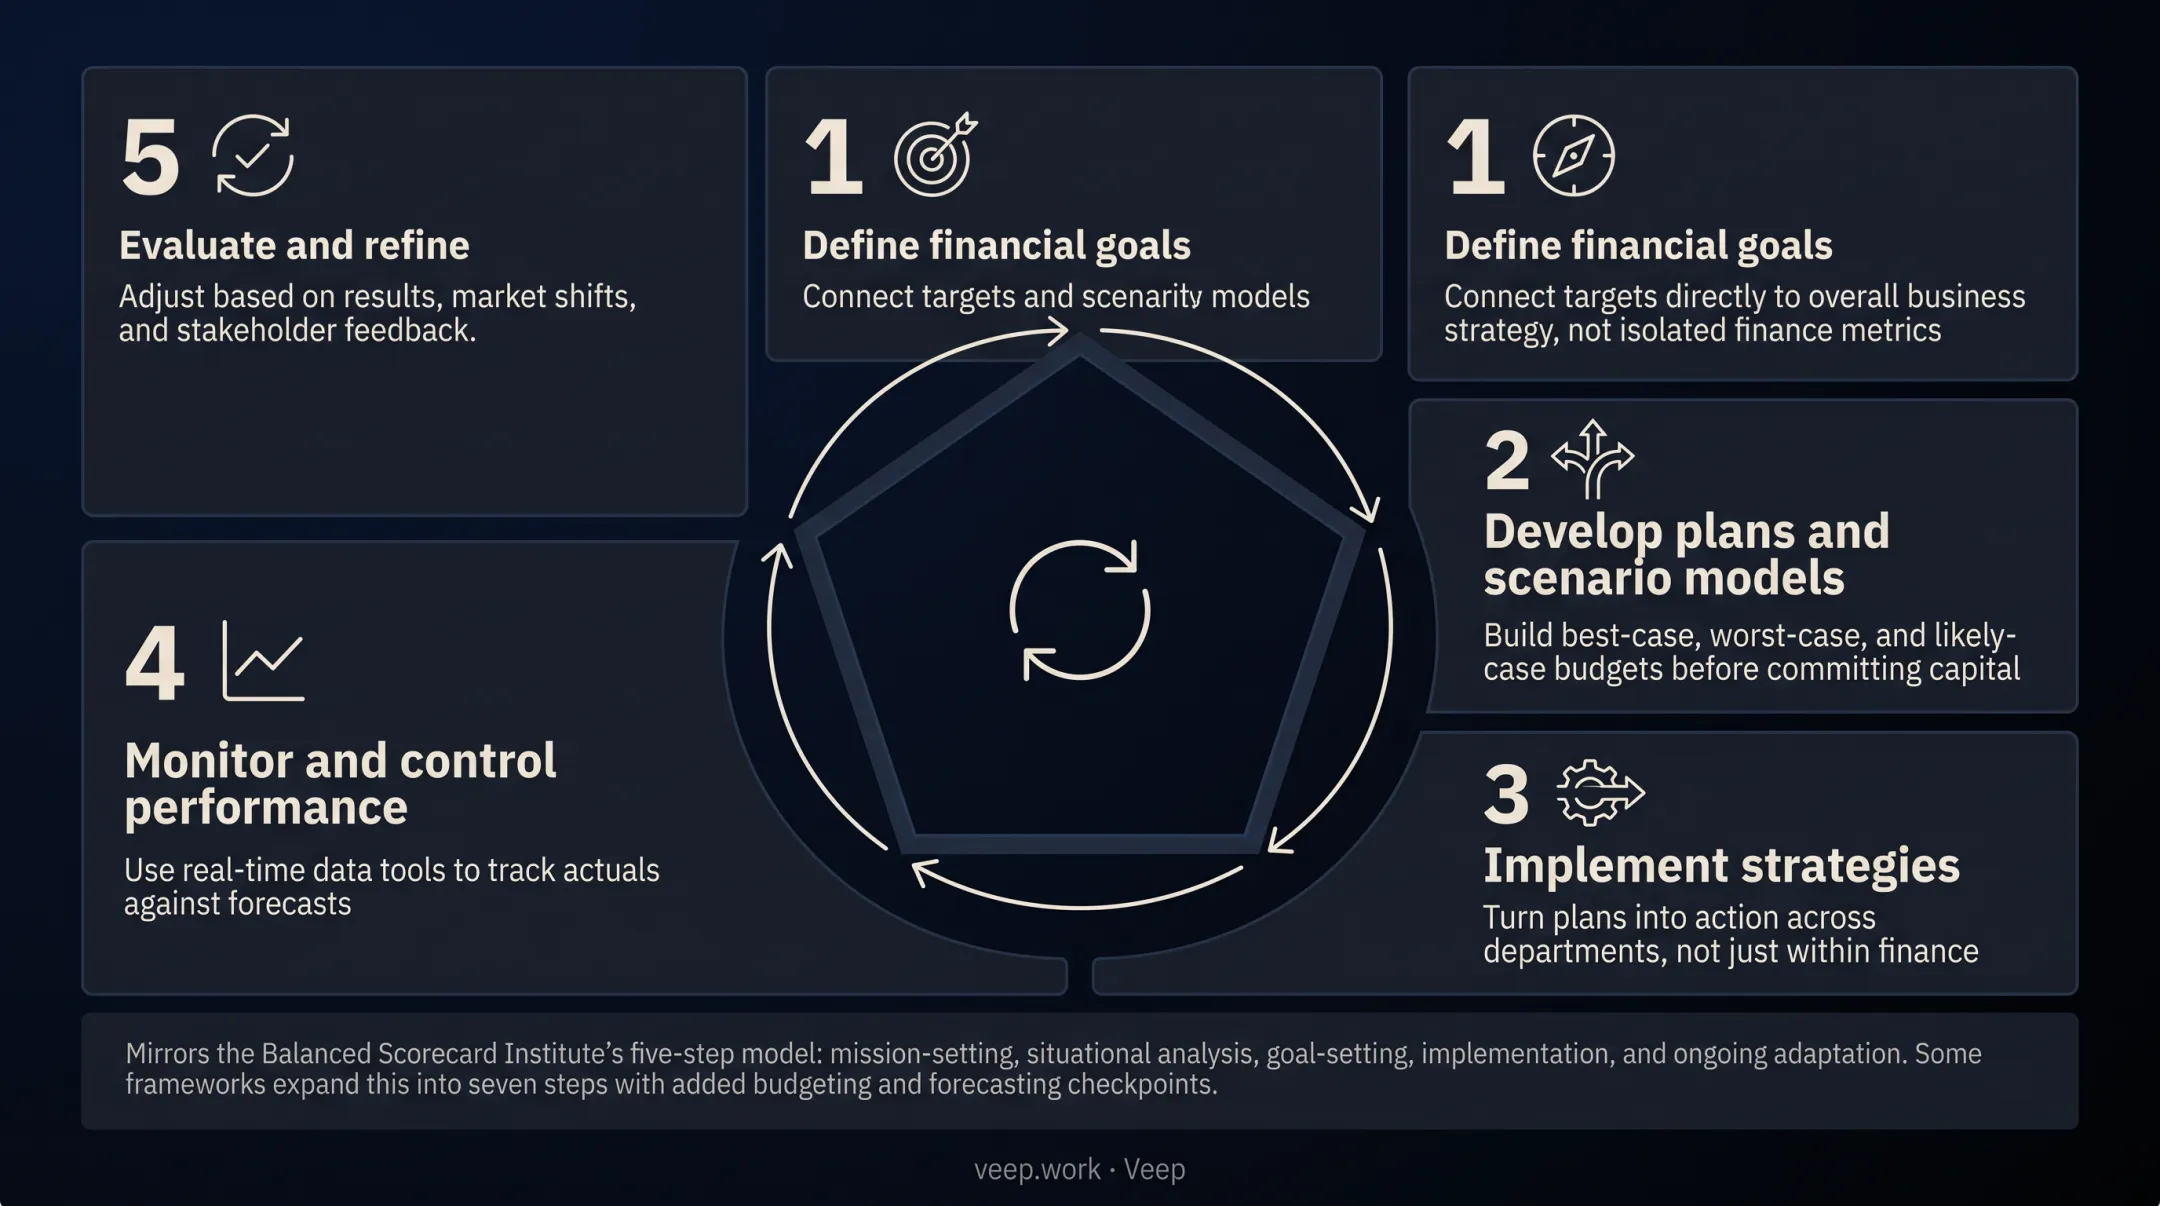 5
Evaluate and refine
Adjust based on results, market shifts,
and stakeholder feedback.
1
Define financial goals
Connect targets and scenarity models
1
Define financial goals
Connect targets directly to overall business
strategy, not isolated finance metrics
2
Develop plans and
scenario models
Build best-case, worst-case, and likely-
case budgets before committing capital
3
Implement strategies
Turn plans into action across
departments, not just within finance
4
Monitor and control
performance
Use real-time data tools to track actuals
against forecasts
Mirrors the Balanced Scorecard Institute’s five-step model: mission-setting, situational analysis, goal-setting, implementation, and ongoing adaptation. Some
frameworks expand this into seven steps with added budgeting and forecasting checkpoints.
veep.work · Veep